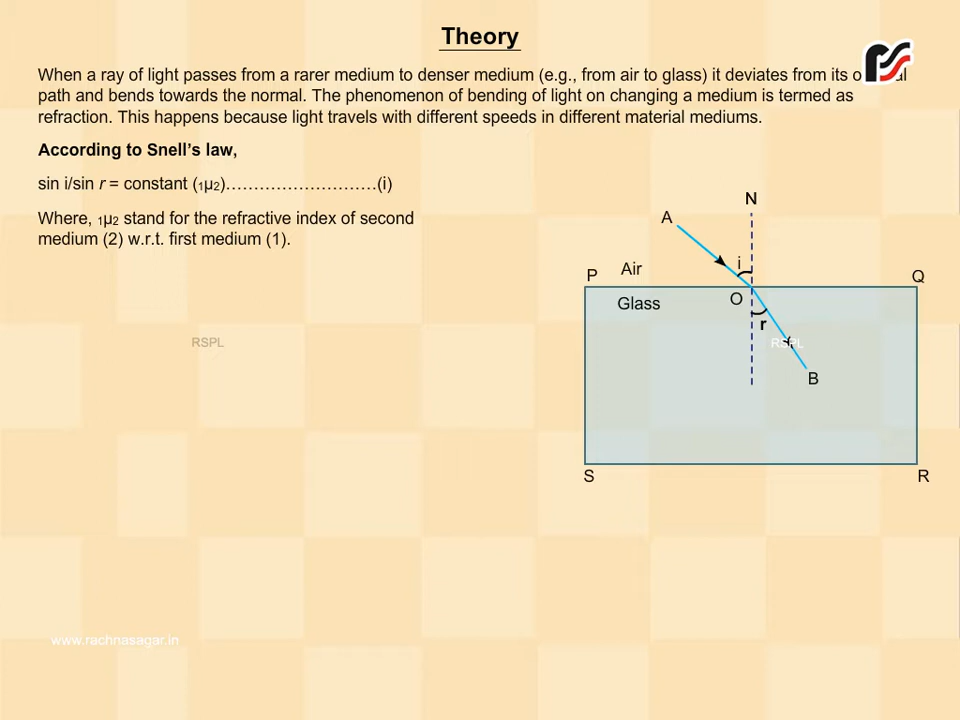 Theory
When a ray of light passes from a rarer medium to denser medium (e.g., from air to glass) it deviates from its
path and bends towards the normal. The phenomenon of bending of light on changing a medium is termed as
refraction. This happens because light travels with different speeds in different material mediums.
According to Snell's law,
sin i/sin r = constant (₁µ₂)...........................(i)
Where, ₁µ₂ stand for the refractive index of second
medium (2) w.r.t. first medium (1).
N
A
i
P
Air
Q
O
Glass
r
RSPL
RSPL
B
S
R
www.rachnasagar.in